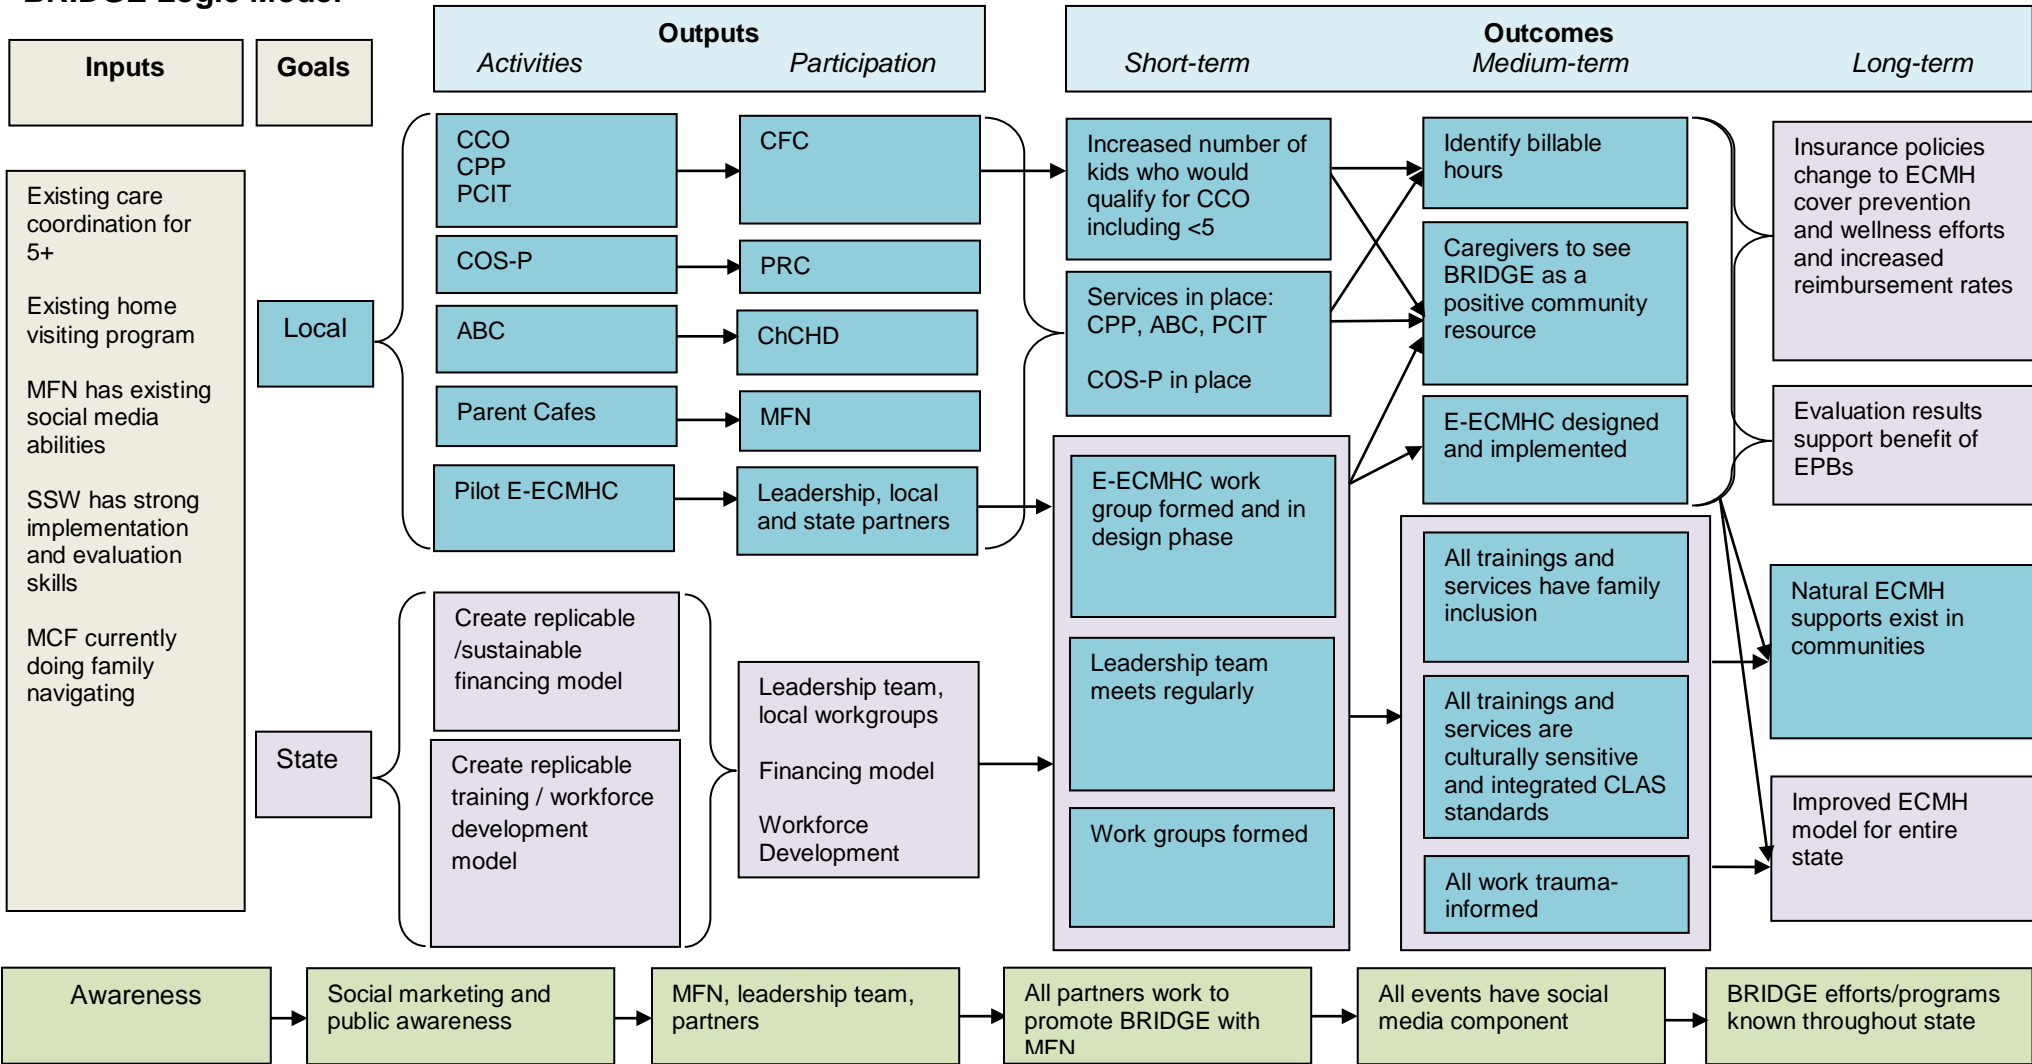 BRIDGE Logic Model
Inputs
Goals
Outputs
Activities
Participation
Outcomes
Short-term
Medium-term
Long-term
Existing care
coordination for
5+
Existing home
visiting program
MFN has existing
social media
abilities
SSW has strong
implementation
and evaluation
skills
MCF currently
doing family
navigating
Local
CCO
CPP
PCIT
COS-P
ABC
Parent Cafes
Pilot E-ECMHC
CFC
PRC
ChCHD
MFN
Leadership, local
and state partners
Increased number of
kids who would
qualify for CCO
including <5
Services in place:
CPP, ABC, PCIT
COS-P in place
E-ECMHC work
group formed and in
design phase
Leadership team
meets regularly
Work groups formed
Identify billable
hours
Caregivers to see
BRIDGE as a
positive community
resource
E-ECMHC designed
and implemented
All trainings and
services have family
inclusion
All trainings and
services are
culturally sensitive
and integrated CLAS
standards
All work trauma-
informed
Insurance policies
change to ECMH
cover prevention
and wellness efforts
and increased
reimbursement rates
Evaluation results
support benefit of
EPBs
Natural ECMH
supports exist in
communities
Improved ECMH
model for entire
state
State
Create replicable
/sustainable
financing model
Create replicable
training / workforce
development
model
Leadership team,
local workgroups
Financing model
Workforce
Development
Awareness
Social marketing and
public awareness
MFN, leadership team,
partners
All partners work to
promote BRIDGE with
MFN
All events have social
media component
BRIDGE efforts/programs
known throughout state